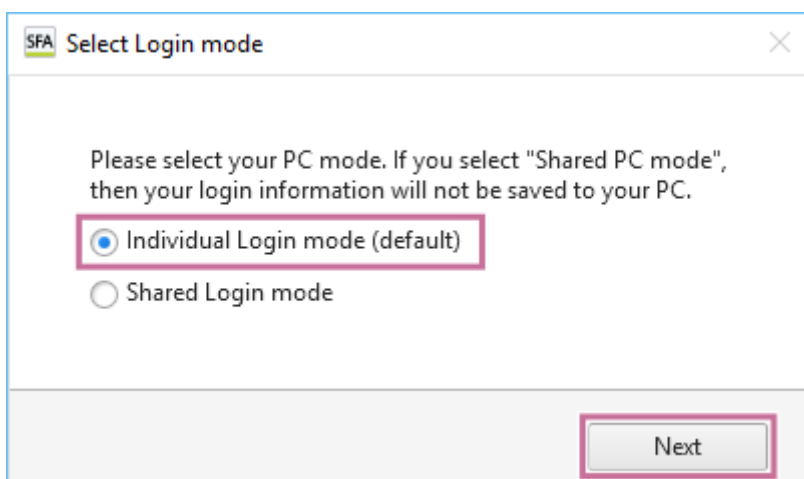 SFA Select Login mode
Please select your PC mode. If you select "Shared PC mode",
then your login information will not be saved to your PC.
Individual Login mode (default)
Shared Login mode
Next